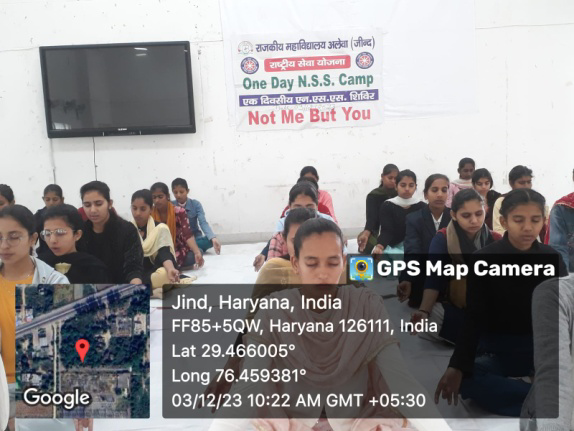 राजकीय महाविद्यालय अलेवा (जीन्द)
राष्ट्रीय सेवा योजना
One Day N.S.S. Camp
एक दिवसीय एन.एस.एस. शिविर
Not Me But You
GPS Map Camera
Jind, Haryana, India
FF85+5QW, Haryana 126111, India
Lat 29.466005°
Long 76.459381°
03/12/23 10:22 AM GMT +05:30
Google